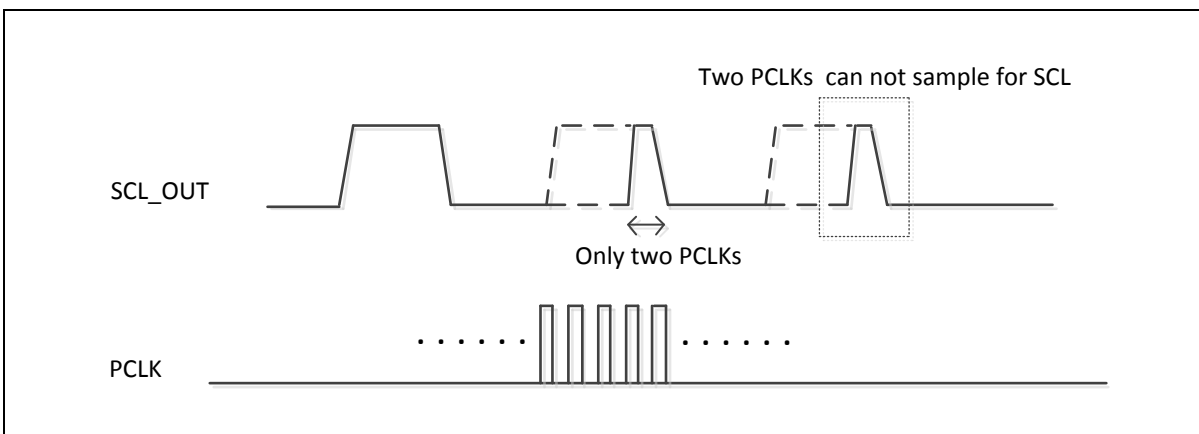 Two PCLKs can not sample for SCL
SCL_OUT
Only two PCLKs
PCLK